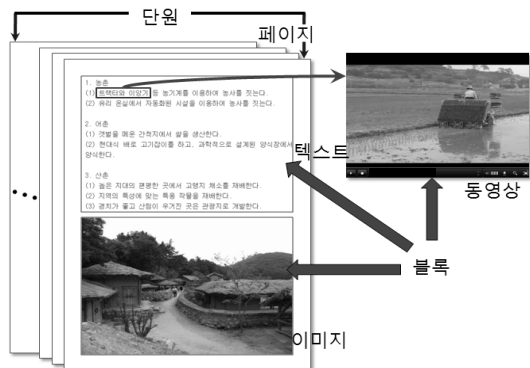 단원
페이지
1. 농촌
(1) 트랙터와 이앙기 등 농기계를 이용하여 농사를 짓는다.
(2) 유리 온실에서 자동화된 시설을 이용하여 농사를 짓는다.
2. 어촌
(1) 갯벌을 메운 간척지에서 쌀을 생산한다.
(2) 현대식 배로 고기잡이를 하고, 과학적으로 설계된 양식장에서
양식한다.
텍스트
3. 산촌
(1) 높은 지대의 평평한 곳에서 고랭지 채소를 재배한다.
(2) 지역의 특성에 맞는 특용 작물을 재배한다.
(3) 경치가 좋고 산림이 우거진 곳은 관광지로 개발한다.
동영상
블록
이미지